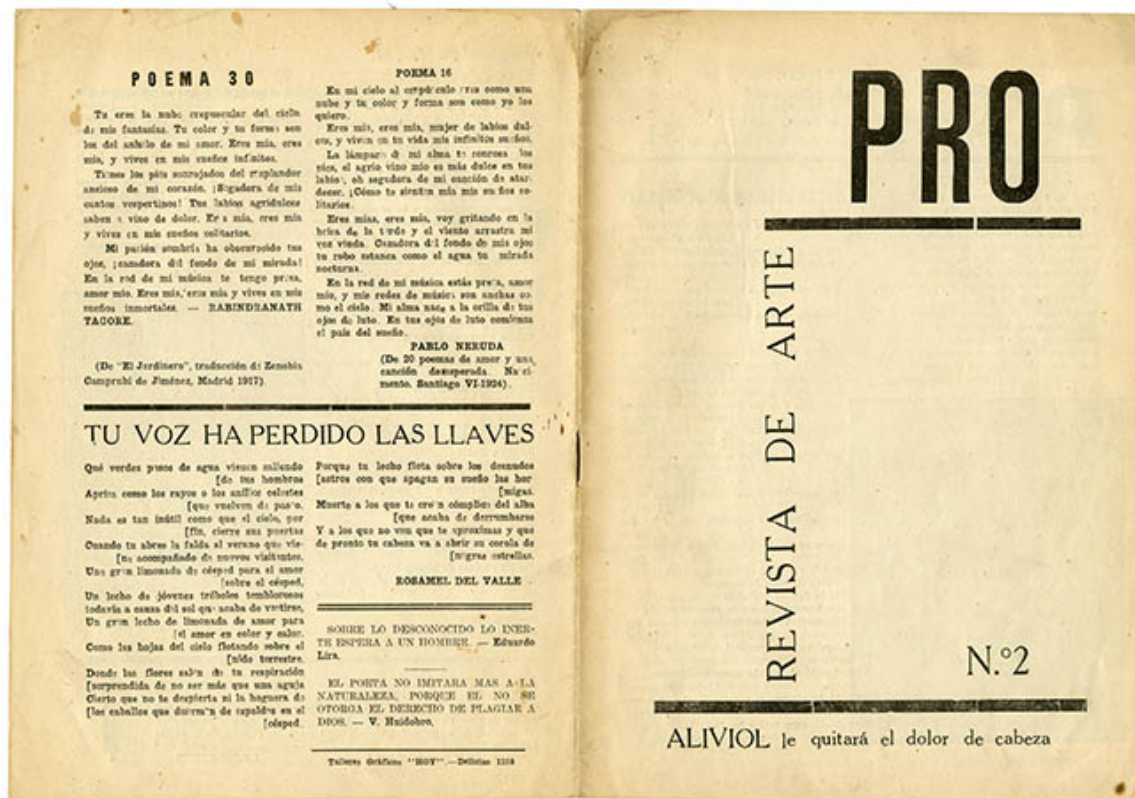 POEMA 30
Tu eres la nube crepuscular del cielo
de mis fantasías. Tu color y tu forma son
los del anhelo de mi amor. Eres mía, eres
mía, y vives en mis sueños infinitos.
Tienes los piés sonrojados del resplandor
ansioso de mi corazón. ¡Segadora de mis
cantos vespertinos! Tus labios agridulces
saben a vino de dolor. Eres mía, eres mía
y vives en mis sueños solitarios.
Mi pasión sombría ha obscurecido tus
ojos, ¡cazadora del fondo de mi mirada!
En la red de mi música te tengo presa,
amor mío. Eres mía, eres mía y vives en mis
sueños inmortales. — RABINDRANATH
TAGORE.
(De "El Jardinero", traducción de Zenobia
Camprubí de Jiménez, Madrid 1917).
POEMA 16
En mi cielo al crepúsculo eres como una
nube y tu color y forma son como yo los
quiero.
Eres mía, eres mía, mujer de labios dul-
ces, y viven en tu vida mis infinitos sueños.
La lámpara de mi alma te sonrosa los
pies, el agrio vino mío es más dulce en tus
labios, oh segadora de mi canción de atar-
decer. ¡Cómo te sienten mía mis sueños so-
litarios.
Eres mía, eres mía, voy gritando en la
brisa de la tarde y el viento arrastra mi
voz viuda. Cazadora del fondo de mis ojos
tu robo estanca como el agua tu mirada
nocturna.
En la red de mi música estás presa, amor
mío, y mis redes de música son anchas co-
mo el cielo. Mi alma nace a la orilla de tus
ojos de luto. En tus ojos de luto comienza
el país del sueño.
PABLO NERUDA
(De 20 poemas de amor y una
canción desesperada. Na ci-
mento. Santiago VI-1924).
TU VOZ HA PERDIDO LAS LLAVES
Qué verdes pasos de agua vienen saliendo
[de tus hombros
Aprisa como los rayos o los anillos celestes
[que vuelven de paseo.
Nada es tan inútil como que el cielo, por
[fin, cierre sus puertas
Cuando tu abres la falda al verano que vie-
[ne acompañado de nuevos visitantes.
Una gran limonada de césped para el amor
[sobre el césped.
Un lecho de jóvenes tréboles temblorosos
todavía a causa del sol que acaba de vestirse,
Un gran lecho de limonada de amor para
[el amor en color y calor.
Como las hojas del cielo flotando sobre el
[nido terrestre.
Donde las flores salen de tu respiración
[sorprendida de no ser más que una aguja
Cierto que no te despierta ni la hoguera de
[los caballos que duermen de espaldas en el
[césped.
Porque tu lecho flota sobre los desnudos
[astros con que apagan su sueño las hor
[migas.
Muerto a los que te creen cómplice del alba
[que acaba de derrumbarse
Y a los que no ven que te aproximas y que
de pronto tu cabeza va a abrir su corola de
[negras estrellas.
ROSAMEL DEL VALLE
SOBRE LO DESCONOCIDO LO INER-
TE ESPERA A UN HOMBRE. — Eduardo
Lira.
EL POETA NO IMITARA MAS A LA
NATURALEZA, PORQUE EL NO SE
OTORGA EL DERECHO DE PLAGIAR A
DIOS. — V. Huidobro.
Talleres Gráficos "HOY".—Delicias
PRO
REVISTA DE ARTE
N.°2
ALIVIOL le quitará el dolor de cabeza